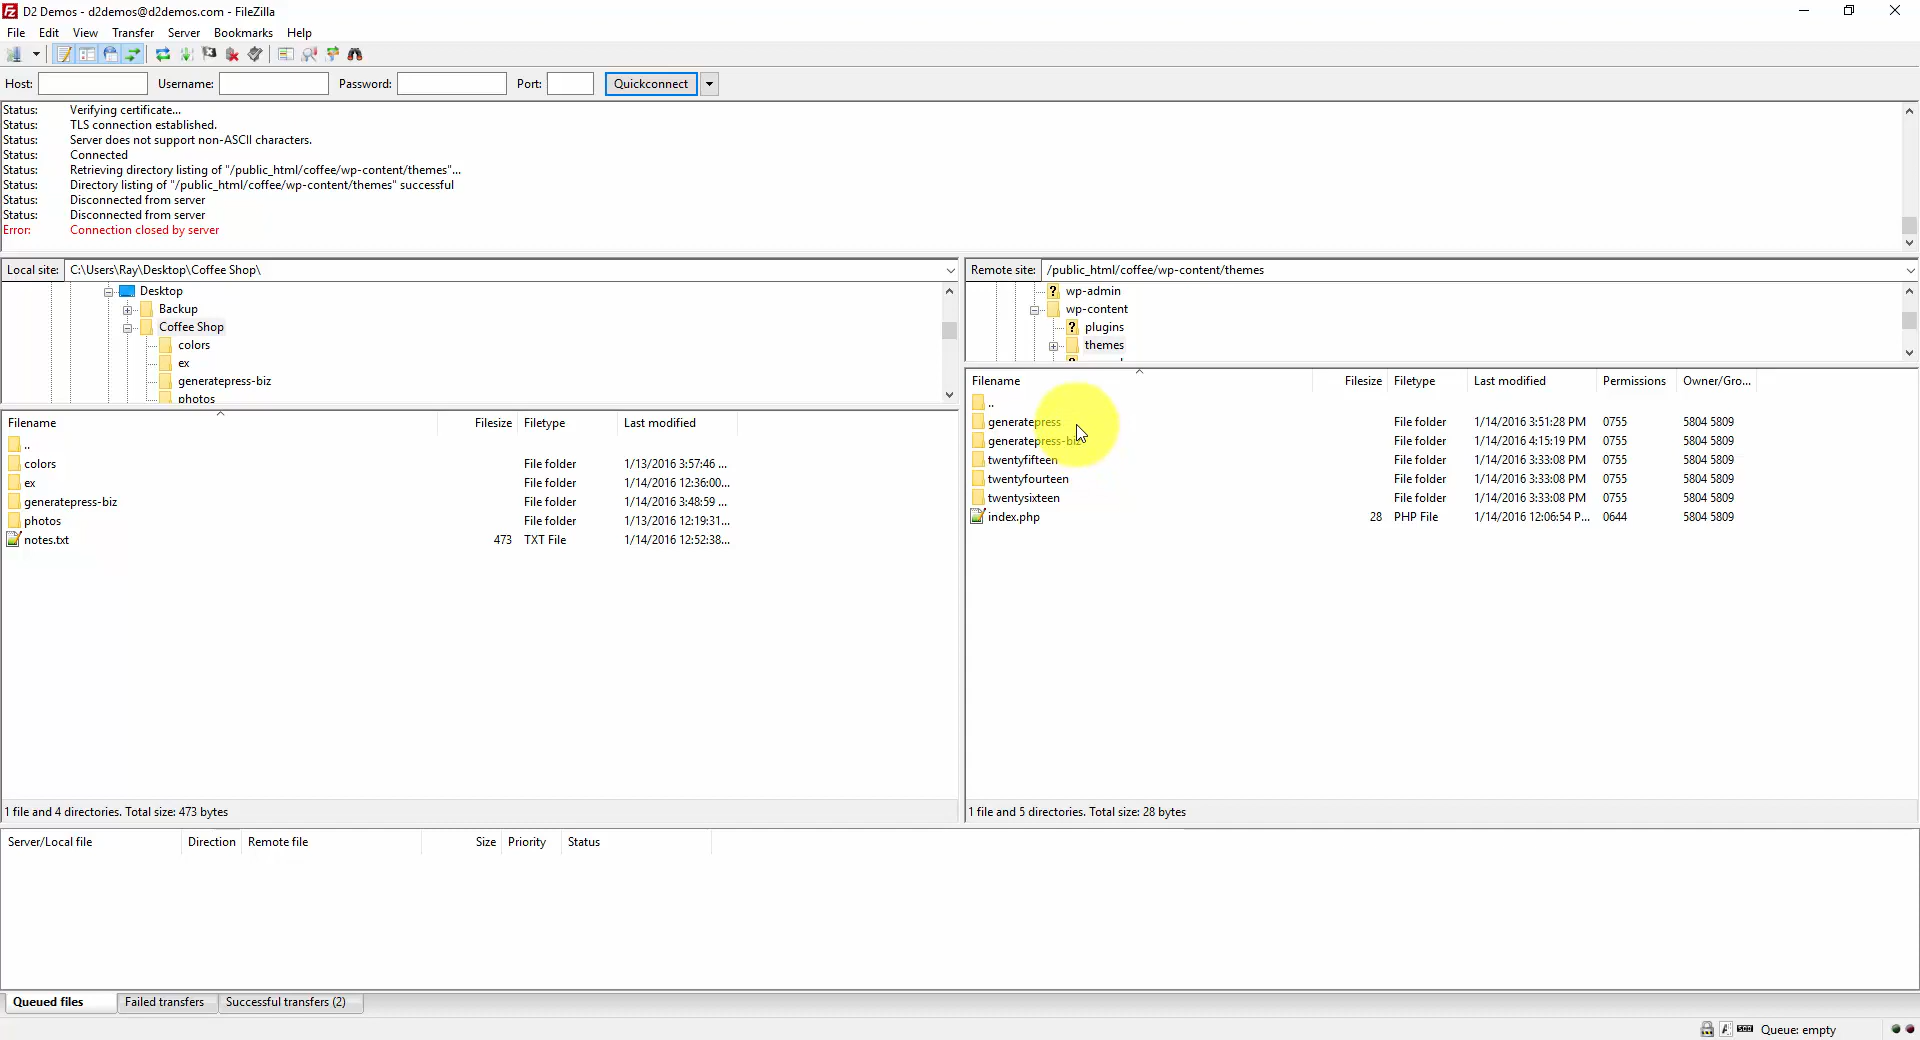 D2 Demos - d2demos@d2demos.com - FileZilla
File Edit View Transfer Server Bookmarks Help
Host: Username: Password: Port: Quickconnect
Status: Verifying certificate...
Status: TLS connection established.
Status: Server does not support non-ASCII characters.
Status: Connected
Status: Retrieving directory listing of "/public_html/coffee/wp-content/themes"...
Status: Directory listing of "/public_html/coffee/wp-content/themes" successful
Status: Disconnected from server
Status: Disconnected from server
Error: Connection closed by server
Local site: C:\Users\Ray\Desktop\Coffee Shop\
Desktop
Backup
Coffee Shop
colors
ex
generatepress-biz
photos
Filename Filesize Filetype Last modified
..
colors File folder 1/13/2016 3:57:46 ...
ex File folder 1/14/2016 12:36:00...
generatepress-biz File folder 1/14/2016 3:48:59 ...
photos File folder 1/13/2016 12:19:31...
notes.txt 473 TXT File 1/14/2016 12:52:38...
1 file and 4 directories. Total size: 473 bytes
Remote site: /public_html/coffee/wp-content/themes
wp-admin
wp-content
plugins
themes
Filename Filesize Filetype Last modified Permissions Owner/Gro...
..
generatepress File folder 1/14/2016 3:51:28 PM 0755 5804 5809
generatepress-biz File folder 1/14/2016 4:15:19 PM 0755 5804 5809
twentyfifteen File folder 1/14/2016 3:33:08 PM 0755 5804 5809
twentyfourteen File folder 1/14/2016 3:33:08 PM 0755 5804 5809
twentysixteen File folder 1/14/2016 3:33:08 PM 0755 5804 5809
index.php 28 PHP File 1/14/2016 12:06:54 P... 0644 5804 5809
1 file and 5 directories. Total size: 28 bytes
Server/Local file Direction Remote file Size Priority Status
Queued files Failed transfers Successful transfers (2)
Queue: empty